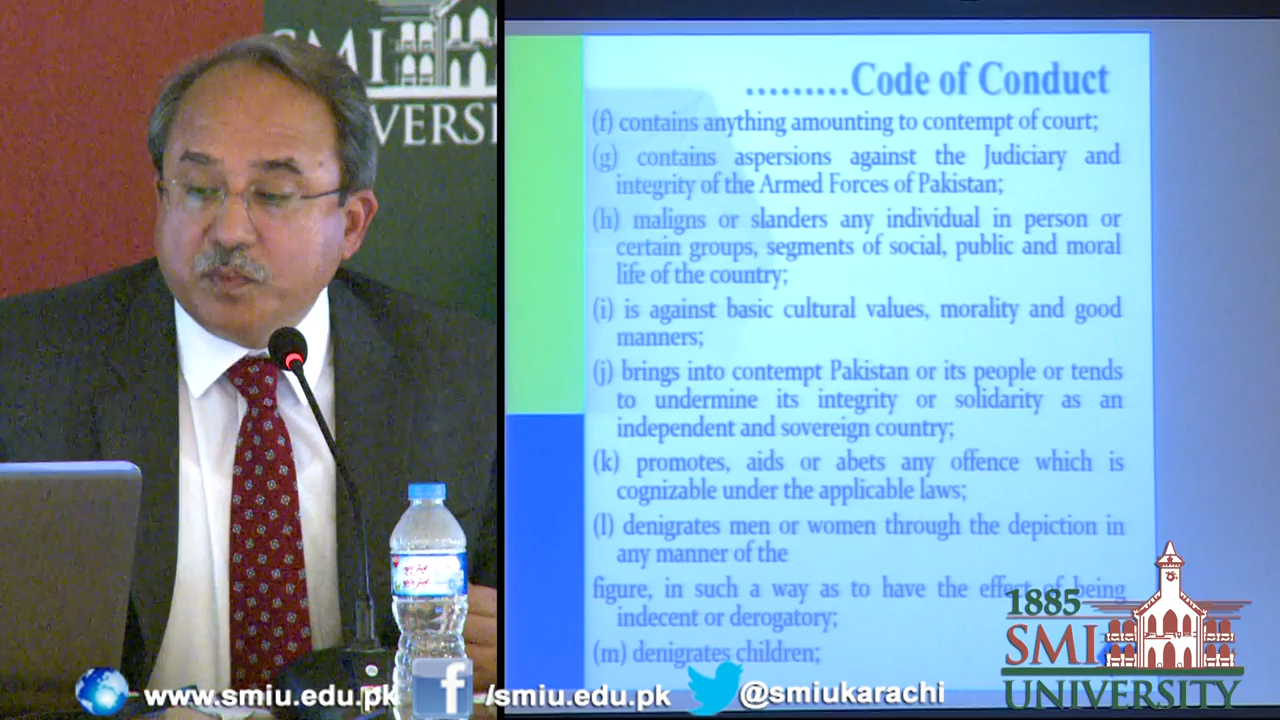 SMI
VERSI
.........Code of Conduct
(f) contains anything amounting to contempt of court;
(g) contains aspersions against the Judiciary and
integrity of the Armed Forces of Pakistan;
(h) maligns or slanders any individual in person or
certain groups, segments of social, public and moral
life of the country;
(i) is against basic cultural values, morality and good
manners;
(j) brings into contempt Pakistan or its people or tends
to undermine its integrity or solidarity as an
independent and sovereign country;
(k) promotes, aids or abets any offence which is
cognizable under the applicable laws;
(l) denigrates men or women through the depiction in
any manner of the
figure, in such a way as to have the effect of being
indecent or derogatory;
(m) denigrates children;
1885
SMI
UNIVERSITY
www.smiu.edu.pk
f /smiu.edu.pk
@smiukarachi